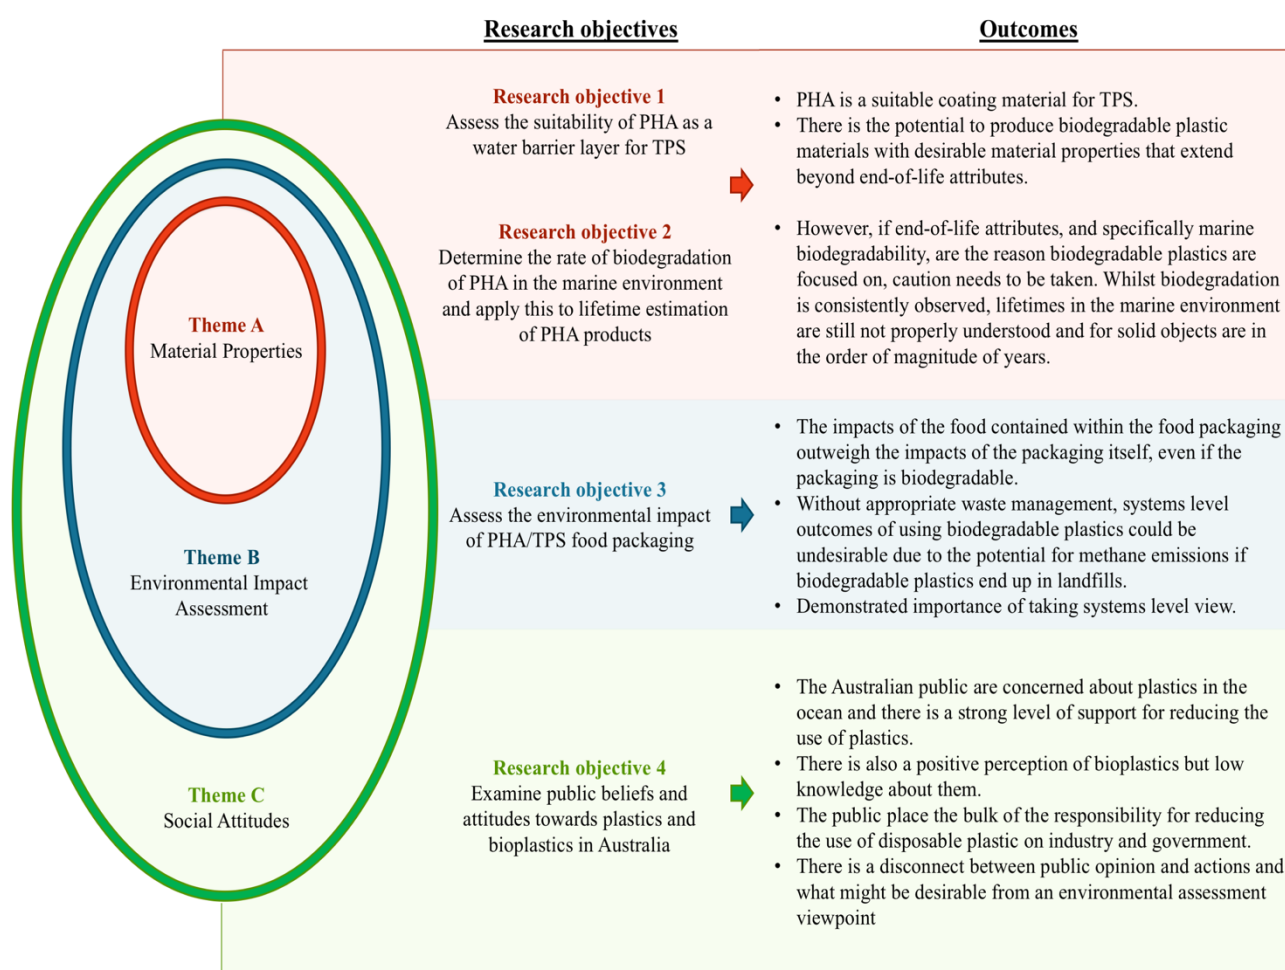 Research objectives
Outcomes
Theme A
Material Properties
Theme B
Environmental Impact
Assessment
Theme C
Social Attitudes
Research objective 1
Assess the suitability of PHA as a
water barrier layer for TPS
Research objective 2
Determine the rate of biodegradation
of PHA in the marine environment
and apply this to lifetime estimation
of PHA products
• PHA is a suitable coating material for TPS.
• There is the potential to produce biodegradable plastic
materials with desirable material properties that extend
beyond end-of-life attributes.
• However, if end-of-life attributes, and specifically marine
biodegradability, are the reason biodegradable plastics are
focused on, caution needs to be taken. Whilst biodegradation
is consistently observed, lifetimes in the marine environment
are still not properly understood and for solid objects are in
the order of magnitude of years.
Research objective 3
Assess the environmental impact
of PHA/TPS food packaging
• The impacts of the food contained within the food packaging
outweigh the impacts of the packaging itself, even if the
packaging is biodegradable.
• Without appropriate waste management, systems level
outcomes of using biodegradable plastics could be
undesirable due to the potential for methane emissions if
biodegradable plastics end up in landfills.
• Demonstrated importance of taking systems level view.
Research objective 4
Examine public beliefs and
attitudes towards plastics and
bioplastics in Australia
• The Australian public are concerned about plastics in the
ocean and there is a strong level of support for reducing the
use of plastics.
• There is also a positive perception of bioplastics but low
knowledge about them.
• The public place the bulk of the responsibility for reducing
the use of disposable plastic on industry and government.
• There is a disconnect between public opinion and actions and
what might be desirable from an environmental assessment
viewpoint